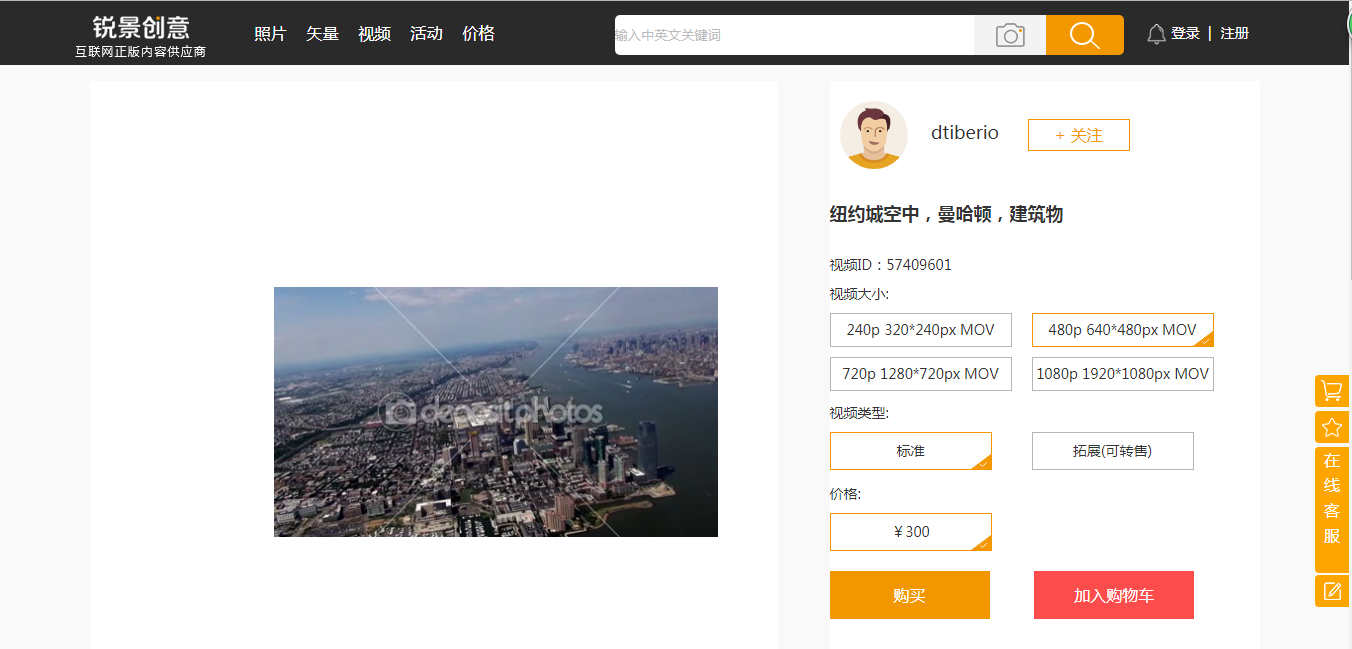 锐景创意
互联网正版内容供应商
照片 矢量 视频 活动 价格
输入中英文关键词
登录 | 注册
dtiberio
+ 关注
纽约城空中，曼哈顿，建筑物
视频ID：57409601
视频大小:
240p 320*240px MOV
480p 640*480px MOV
720p 1280*720px MOV
1080p 1920*1080px MOV
视频类型:
标准
拓展(可转售)
价格:
¥ 300
购买
加入购物车
depositphotos
在
线
客
服